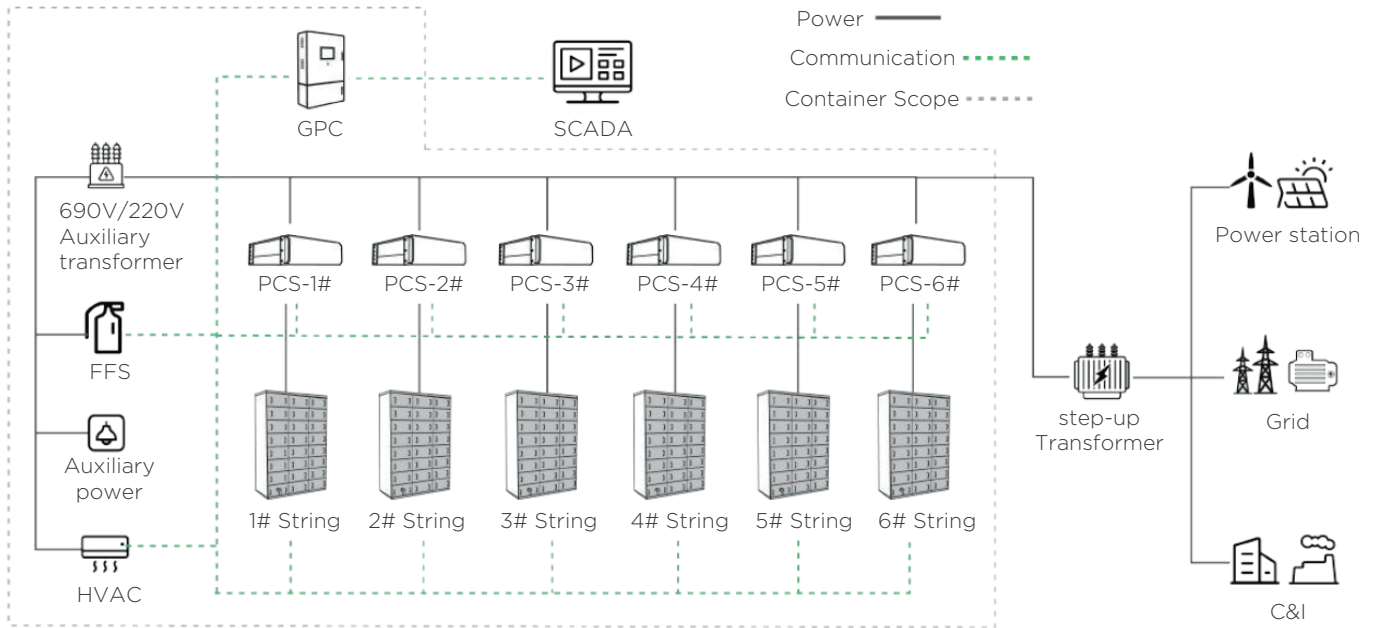 Power
Communication
Container Scope
GPC
SCADA
690V/220V
Auxiliary
transformer
PCS-1#
PCS-2#
PCS-3#
PCS-4#
PCS-5#
PCS-6#
Power station
FFS
step-up
Transformer
Grid
Auxiliary
power
1# String
2# String
3# String
4# String
5# String
6# String
HVAC
C&I